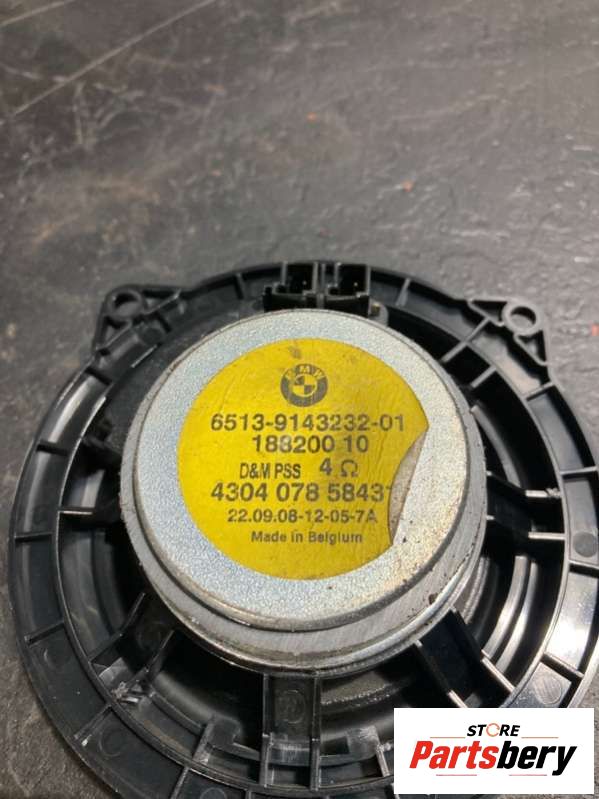 BMW
6513-9143232-01
188200 10
D&M PSS 4 Ω
4304 078 5843
22.09.08-12-05-7A
Made in Belgium
STORE
Partsbery